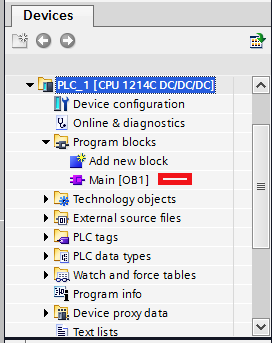 Devices
PLC_1 [CPU 1214C DC/DC/DC]
Device configuration
Online & diagnostics
Program blocks
Add new block
Main [OB1]
Technology objects
External source files
PLC tags
PLC data types
Watch and force tables
Program info
Device proxy data
Text lists